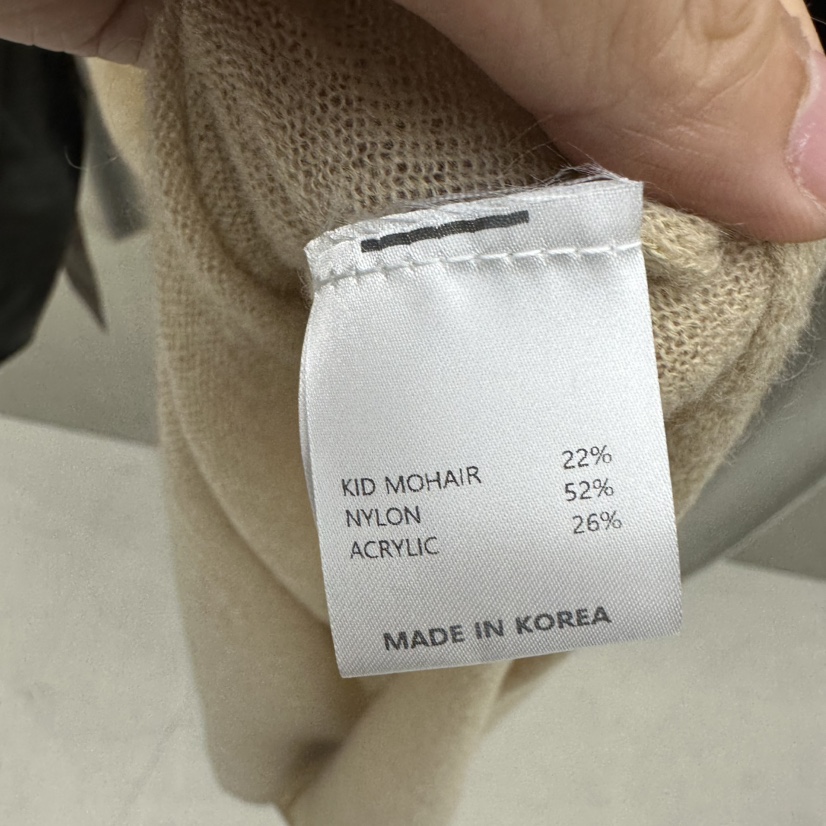 KID MOHAIR 22%
NYLON 52%
ACRYLIC 26%
MADE IN KOREA